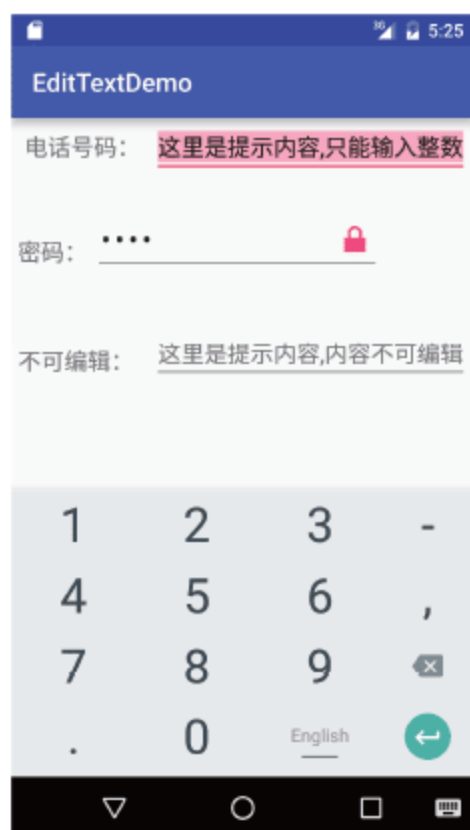 3G 5:25
EditTextDemo
电话号码： 这里是提示内容,只能输入整数
密码： ••••
不可编辑： 这里是提示内容,内容不可编辑
1 2 3 -
4 5 6 ,
7 8 9
. 0 English